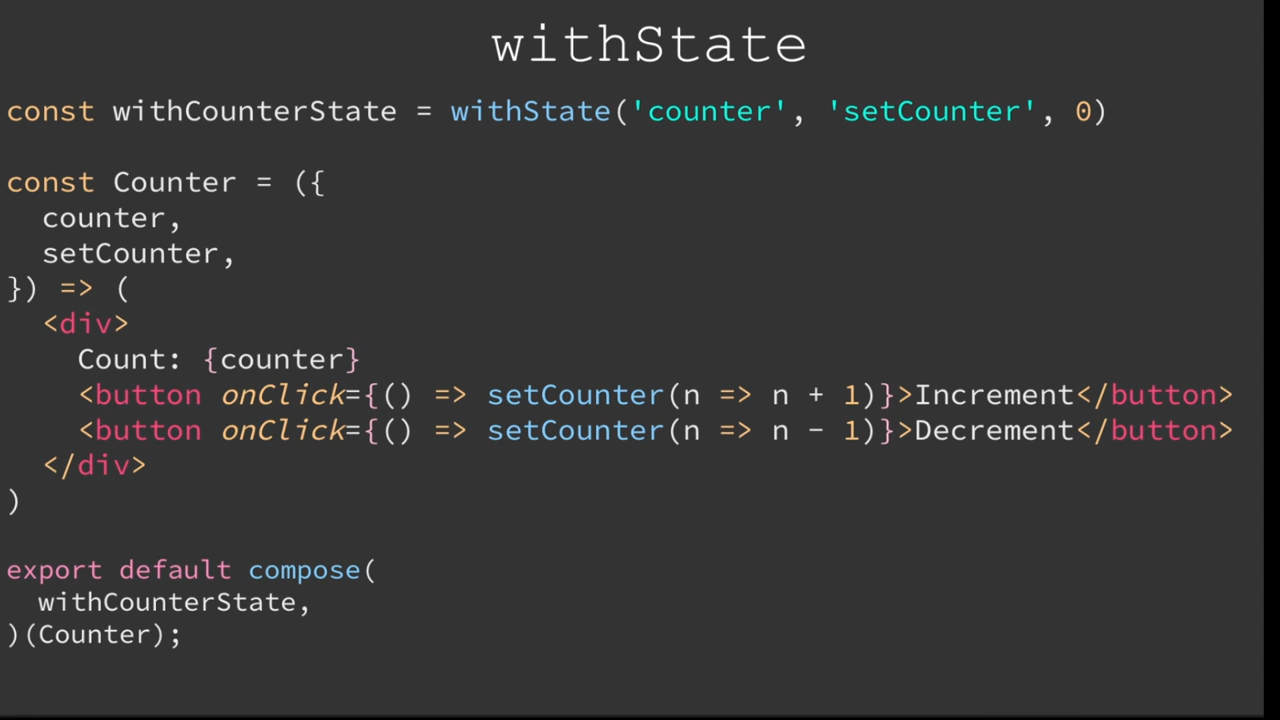 withState
const withCounterState = withState('counter', 'setCounter', 0)
const Counter = ({
  counter,
  setCounter,
}) => (
  <div>
    Count: {counter}
    <button onClick={() => setCounter(n => n + 1)}>Increment</button>
    <button onClick={() => setCounter(n => n - 1)}>Decrement</button>
  </div>
)
export default compose(
  withCounterState,
)(Counter);